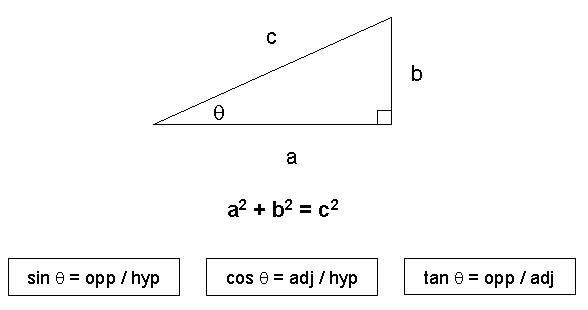 c
b
θ
a
a² + b² = c²
sin θ = opp / hyp
cos θ = adj / hyp
tan θ = opp / adj